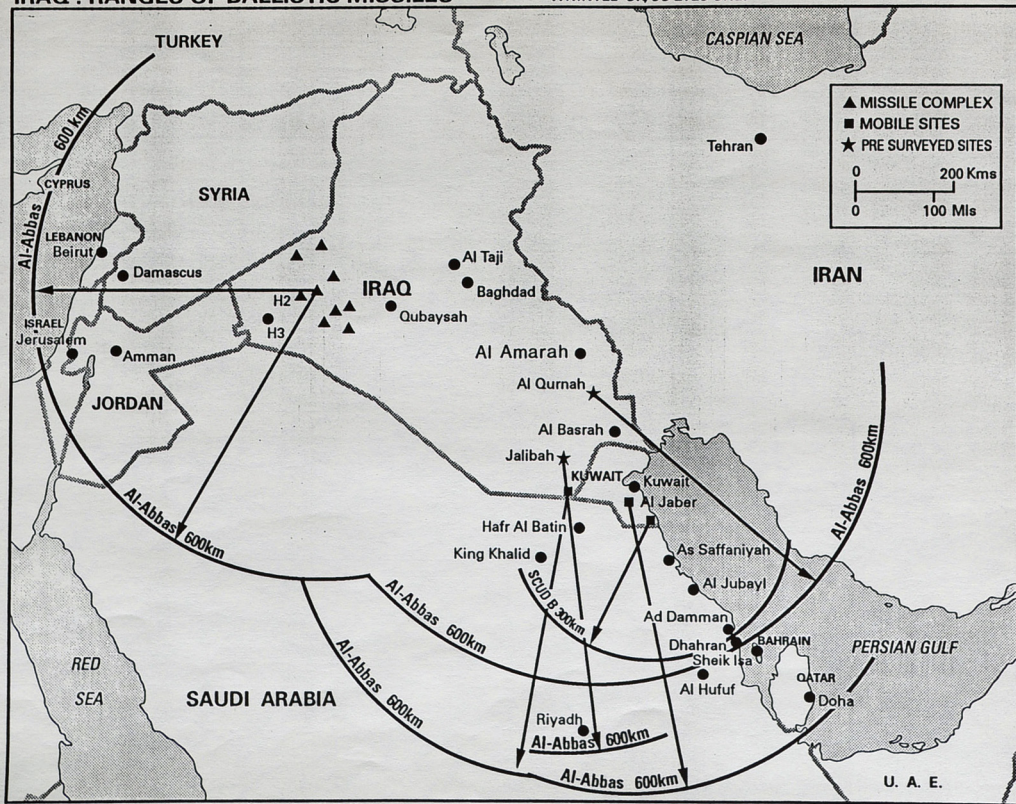 IRAQ : RANGES OF BALLISTIC MISSILES
TURKEY
CASPIAN SEA
▲ MISSILE COMPLEX
■ MOBILE SITES
★ PRE SURVEYED SITES
0 200 Kms
0 100 Mls
Tehran
600 km
Al-Abbas
CYPRUS
SYRIA
LEBANON
Beirut
Damascus
Al Taji
Baghdad
IRAQ
IRAN
H2
H3
Qubaysah
ISRAEL
Jerusalem
Amman
JORDAN
Al Amarah
Al Qurnah
Al Basrah
Jalibah
KUWAIT
Kuwait
Al Jaber
Al-Abbas 600km
Al-Abbas 600km
Hafr Al Batin
King Khalid
As Saffaniyah
SCUD B 300km
Al Jubayl
Al-Abbas 600km
Ad Damman
Dhahran
BAHRAIN
Sheik Isa
PERSIAN GULF
Al-Abbas 600km
RED
SEA
SAUDI ARABIA
Al Hufuf
QATAR
Doha
Riyadh
Al-Abbas 600km
Al-Abbas 600km
U. A. E.